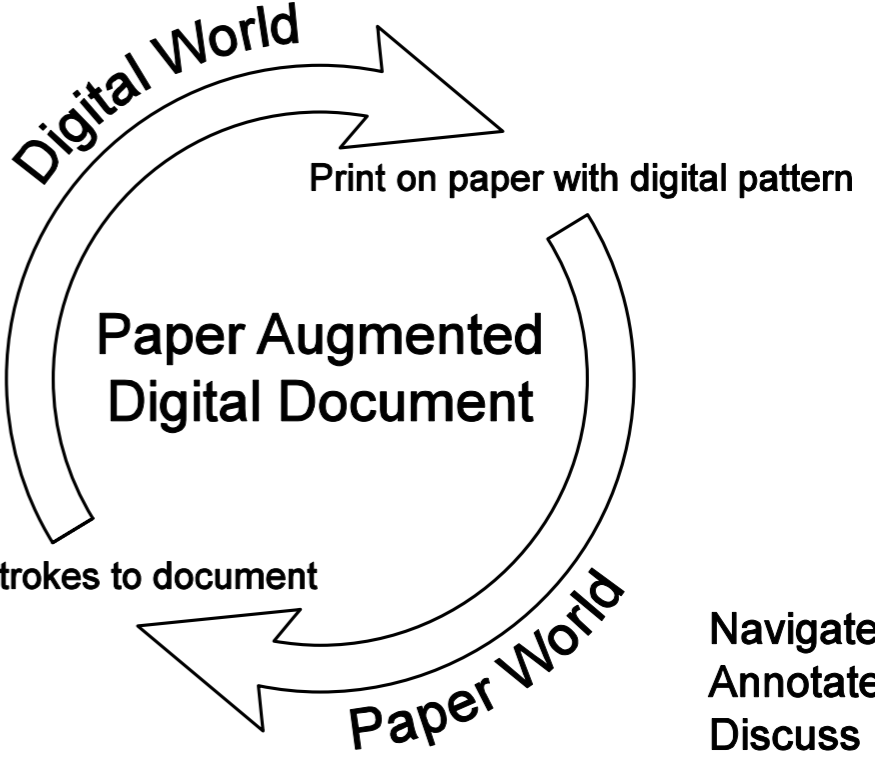 Digital World
Print on paper with digital pattern
Paper Augmented
Digital Document
to document
Paper World
Navigate
Annotate
Discuss